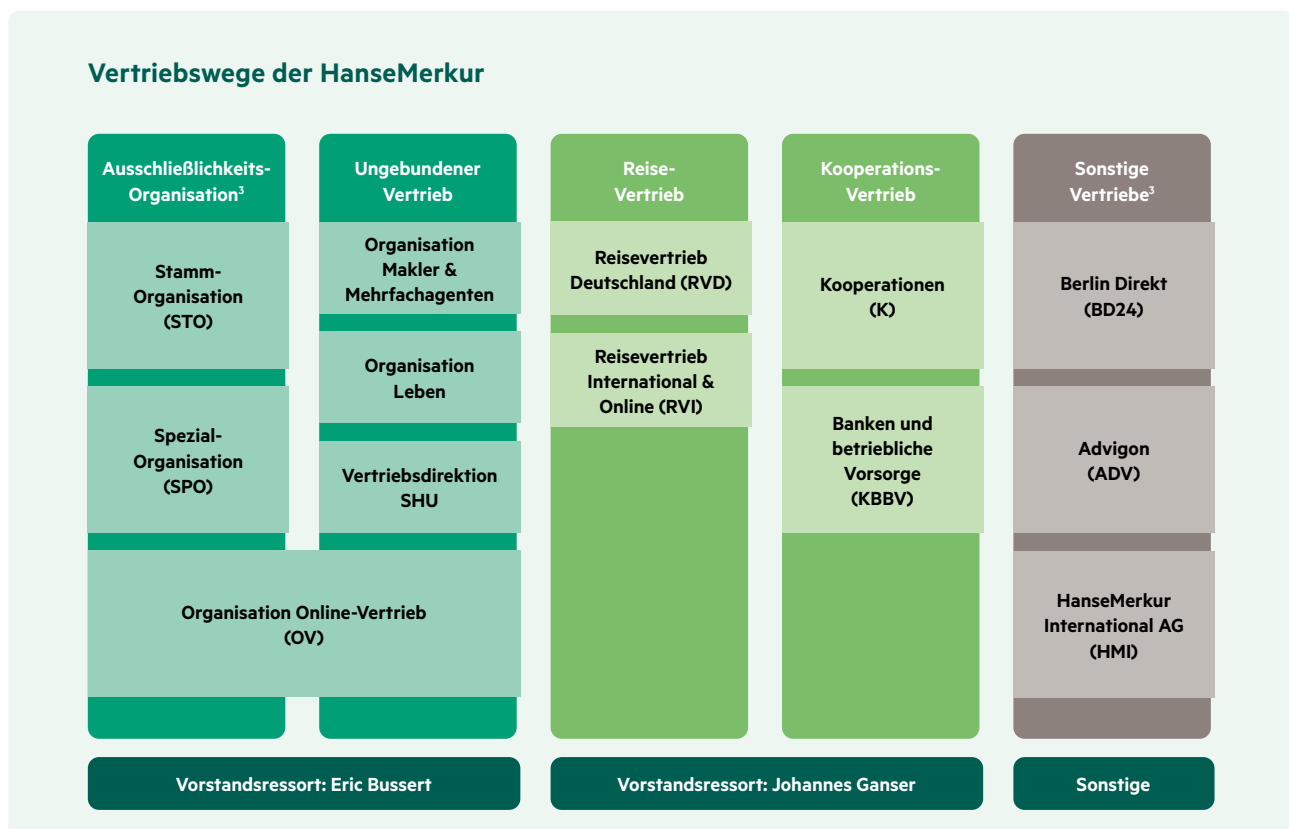 Vertriebswege der HanseMerkur
Ausschließlichkeits-
Organisation³
Stamm-
Organisation
(STO)
Spezial-
Organisation
(SPO)
Ungebundener
Vertrieb
Organisation
Makler &
Mehrfachagenten
Organisation
Leben
Vertriebsdirektion
SHU
Organisation Online-Vertrieb
(OV)
Reise-
Vertrieb
Reisevertrieb
Deutschland (RVD)
Reisevertrieb
International &
Online (RVI)
Kooperations-
Vertrieb
Kooperationen
(K)
Banken und
betriebliche
Vorsorge
(KBBV)
Sonstige
Vertriebe³
Berlin Direkt
(BD24)
Advigon
(ADV)
HanseMerkur
International AG
(HMI)
Vorstandsressort: Eric Bussert
Vorstandsressort: Johannes Ganser
Sonstige